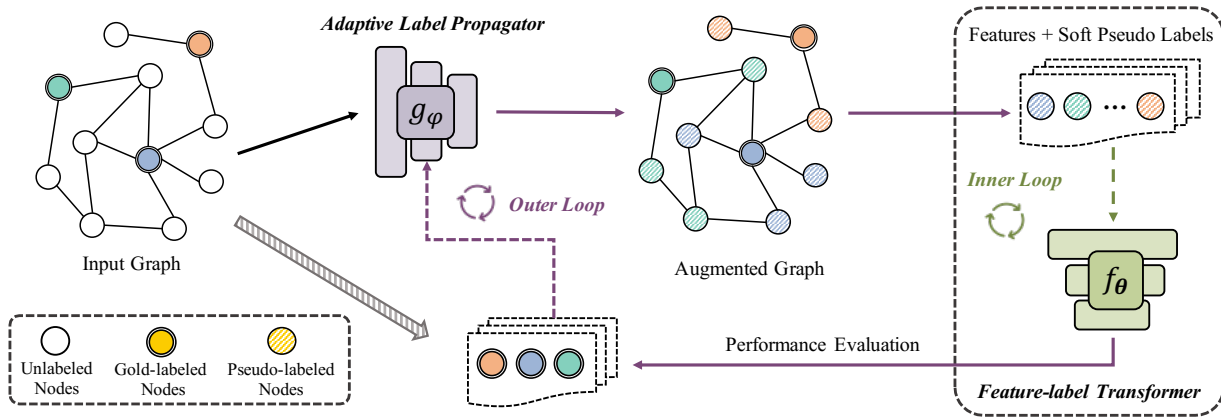 Adaptive Label Propagator
gφ
Input Graph
Outer Loop
Augmented Graph
Features + Soft Pseudo Labels
...
Inner Loop
fθ
Feature-label Transformer
Performance Evaluation
Unlabeled
Nodes
Gold-labeled
Nodes
Pseudo-labeled
Nodes